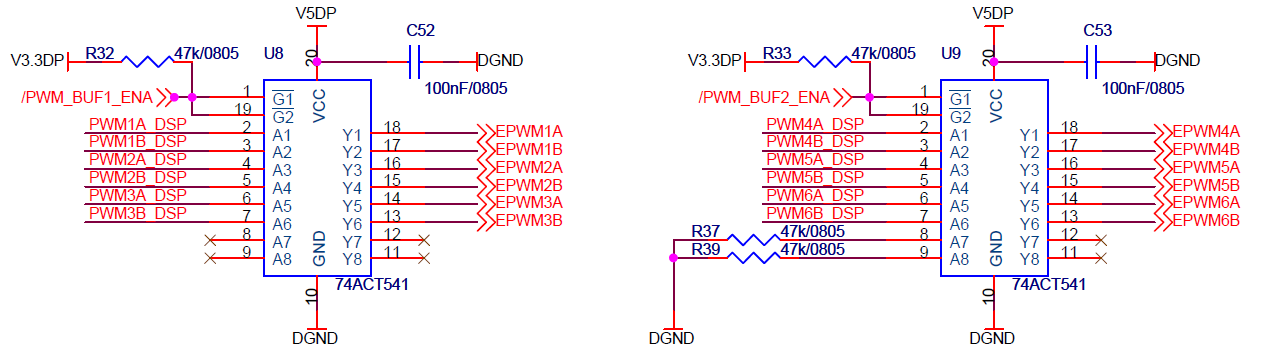 V5DP
V3.3DP
R32
47k/0805
U8
C52
DGND
100nF/0805
20
/PWM_BUF1_ENA
1
19
G1
G2
VCC
PWM1A_DSP
2
A1
Y1
18
EPWM1A
PWM1B_DSP
3
A2
Y2
17
EPWM1B
PWM2A_DSP
4
A3
Y3
16
EPWM2A
PWM2B_DSP
5
A4
Y4
15
EPWM2B
PWM3A_DSP
6
A5
Y5
14
EPWM3A
PWM3B_DSP
7
A6
Y6
13
EPWM3B
8
A7
Y7
12
9
A8
Y8
11
GND
74ACT541
10
DGND
V5DP
V3.3DP
R33
47k/0805
U9
C53
DGND
100nF/0805
20
/PWM_BUF2_ENA
1
19
G1
G2
VCC
PWM4A_DSP
2
A1
Y1
18
EPWM4A
PWM4B_DSP
3
A2
Y2
17
EPWM4B
PWM5A_DSP
4
A3
Y3
16
EPWM5A
PWM5B_DSP
5
A4
Y4
15
EPWM5B
PWM6A_DSP
6
A5
Y5
14
EPWM6A
PWM6B_DSP
7
A6
Y6
13
EPWM6B
R37
47k/0805
8
A7
Y7
12
R39
47k/0805
9
A8
Y8
11
GND
74ACT541
10
DGND
DGND